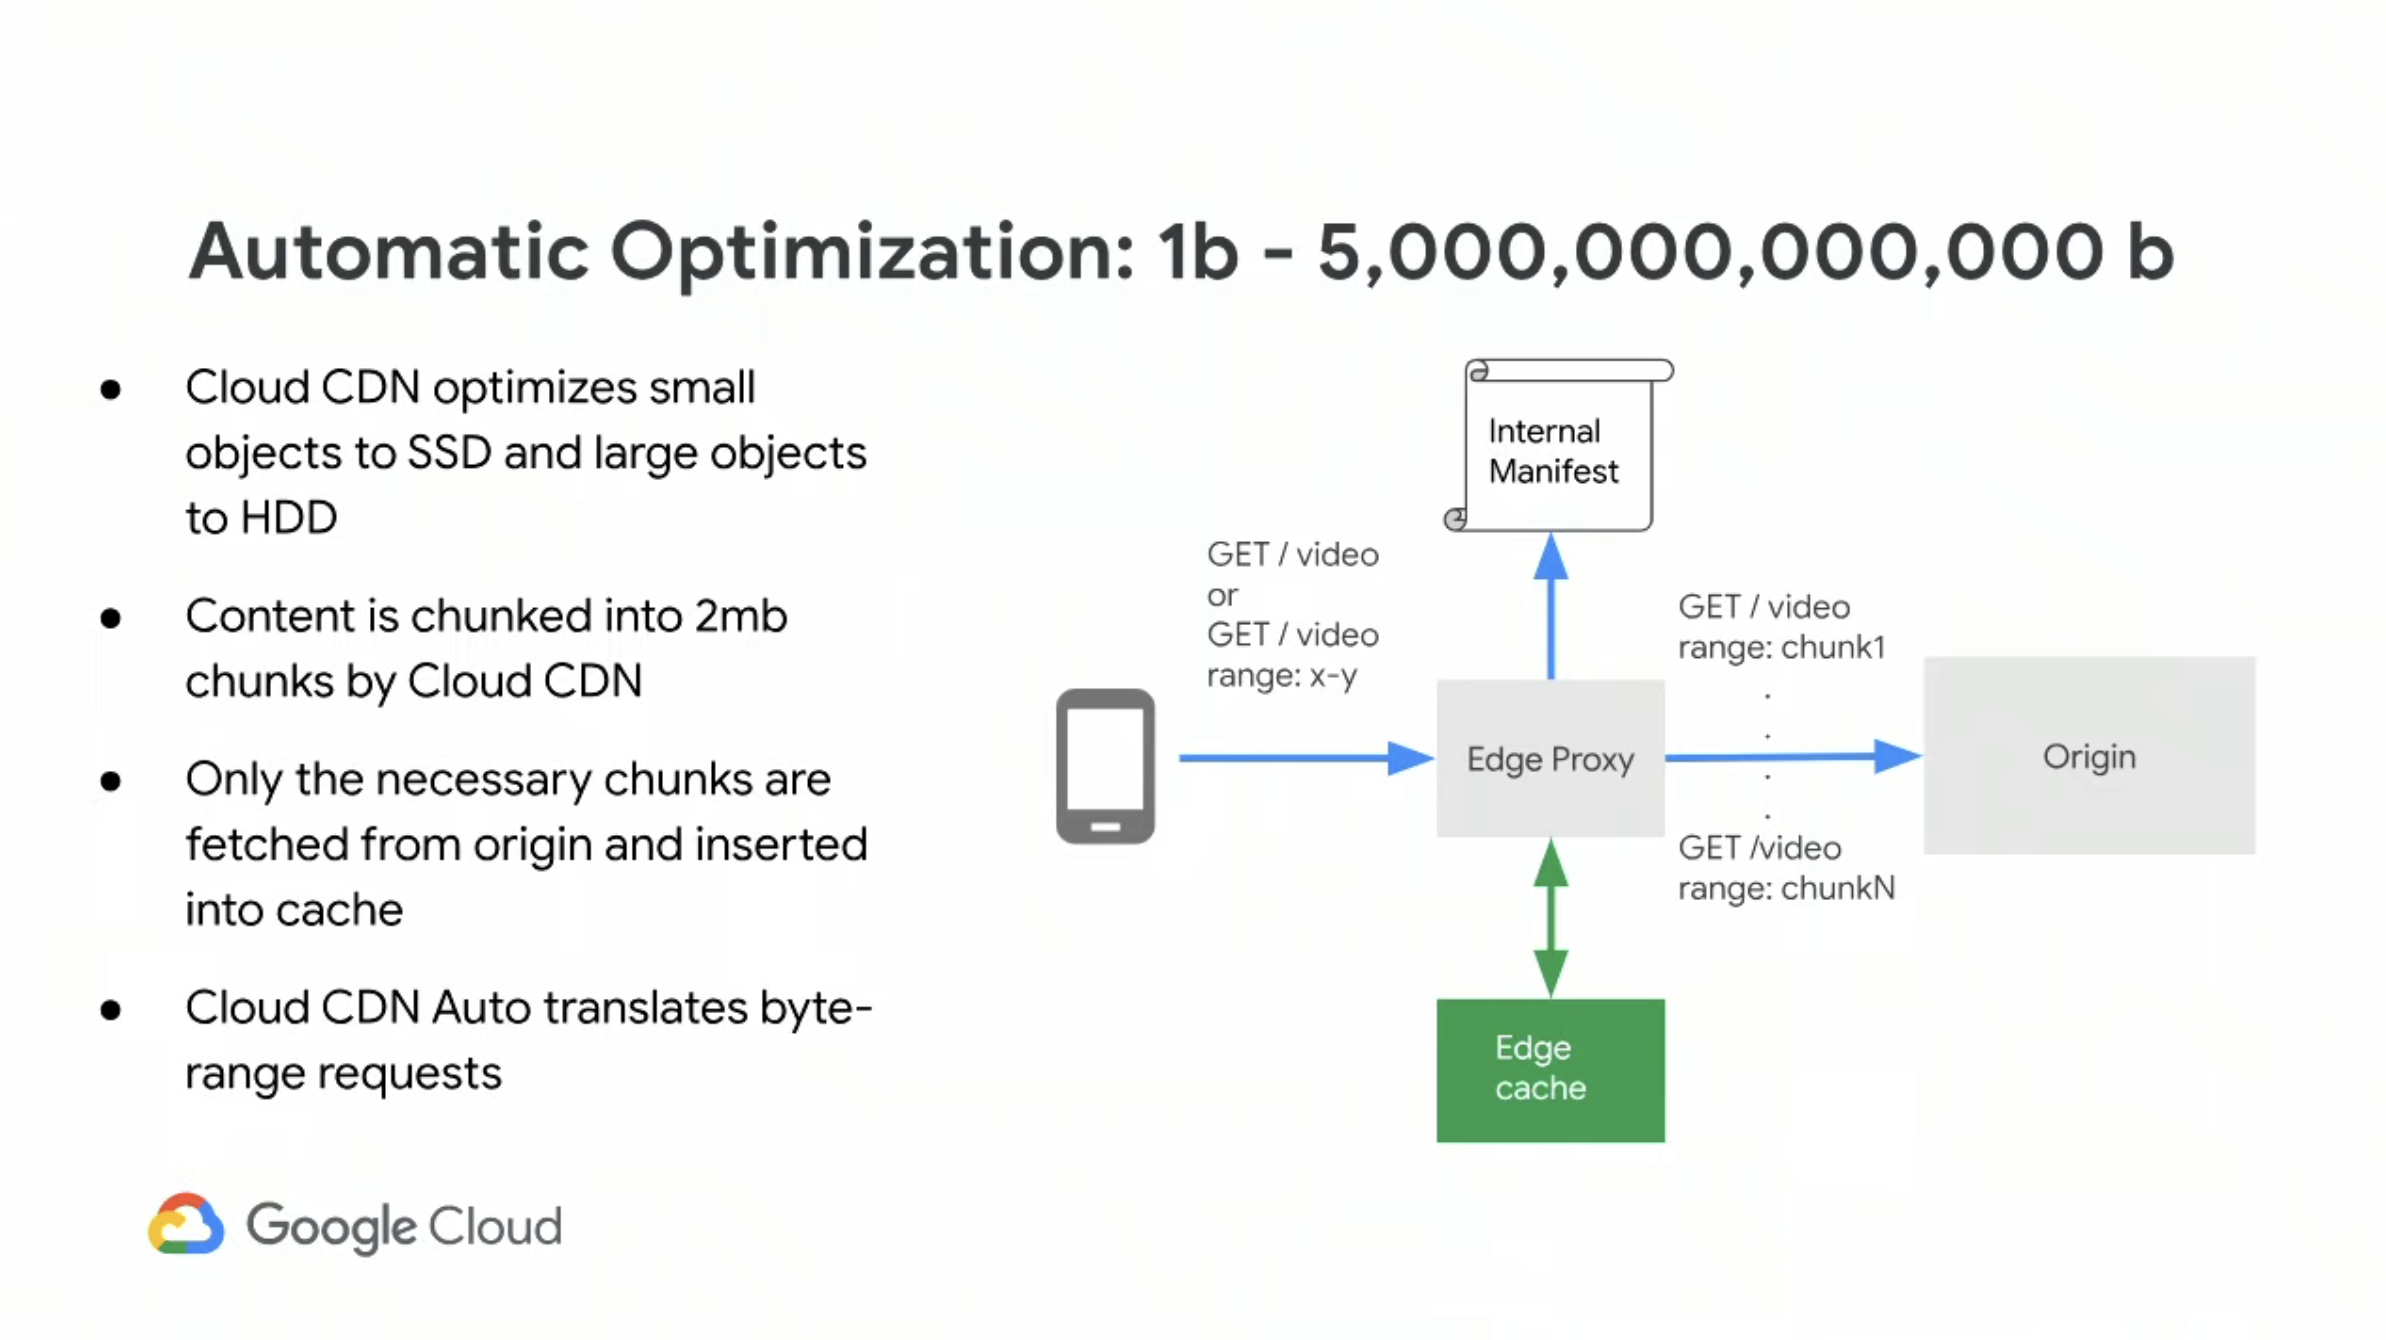 Automatic Optimization: 1b - 5,000,000,000,000 b
● Cloud CDN optimizes small
objects to SSD and large objects
to HDD
● Content is chunked into 2mb
chunks by Cloud CDN
● Only the necessary chunks are
fetched from origin and inserted
into cache
● Cloud CDN Auto translates byte-
range requests
Internal
Manifest
GET / video
or
GET / video
range: x-y
Edge Proxy
GET / video
range: chunk1
.
.
.
.
GET /video
range: chunkN
Origin
Edge
cache
Google Cloud